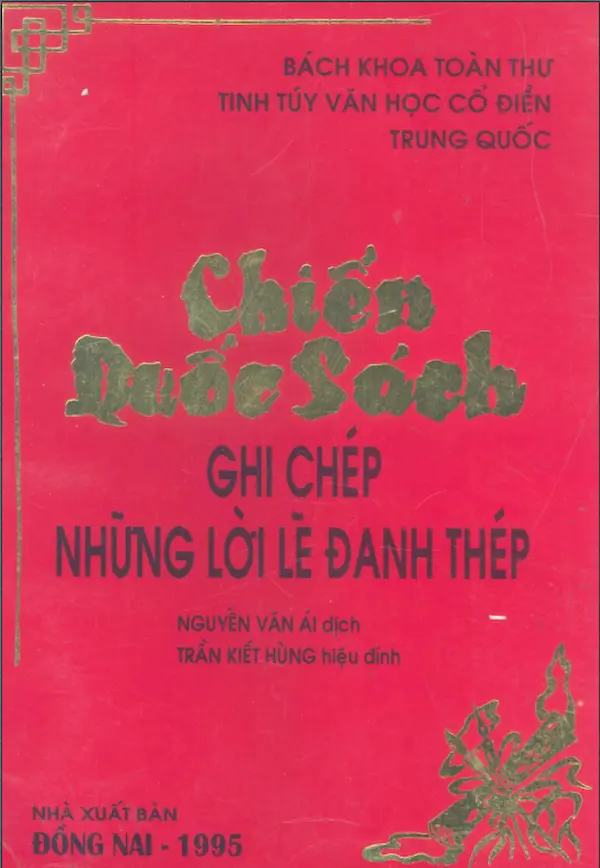 BÁCH KHOA TOÀN THƯ
TINH TÚY VĂN HỌC CỔ ĐIỂN
TRUNG QUỐC
Chiến
Quốc Sách
GHI CHÉP
NHỮNG LỜI LẼ ĐANH THÉP
NGUYỄN VĂN ÁI dịch
TRẦN KIẾT HÙNG hiệu đính
NHÀ XUẤT BẢN
ĐỒNG NAI - 1995